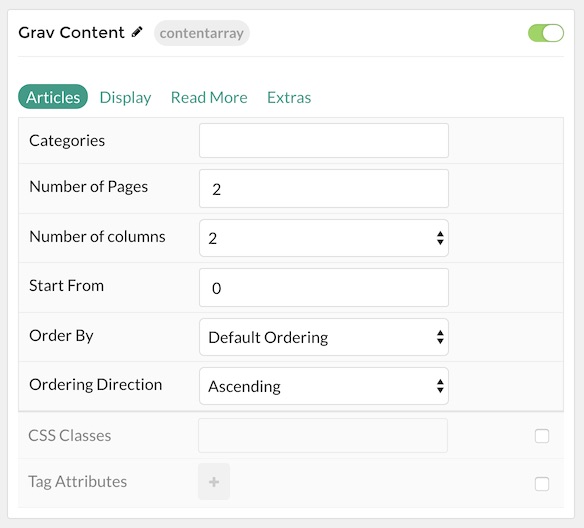 Grav Content contentarray
Articles Display Read More Extras
Categories
Number of Pages 2
Number of columns 2
Start From 0
Order By Default Ordering
Ordering Direction Ascending
CSS Classes
Tag Attributes +